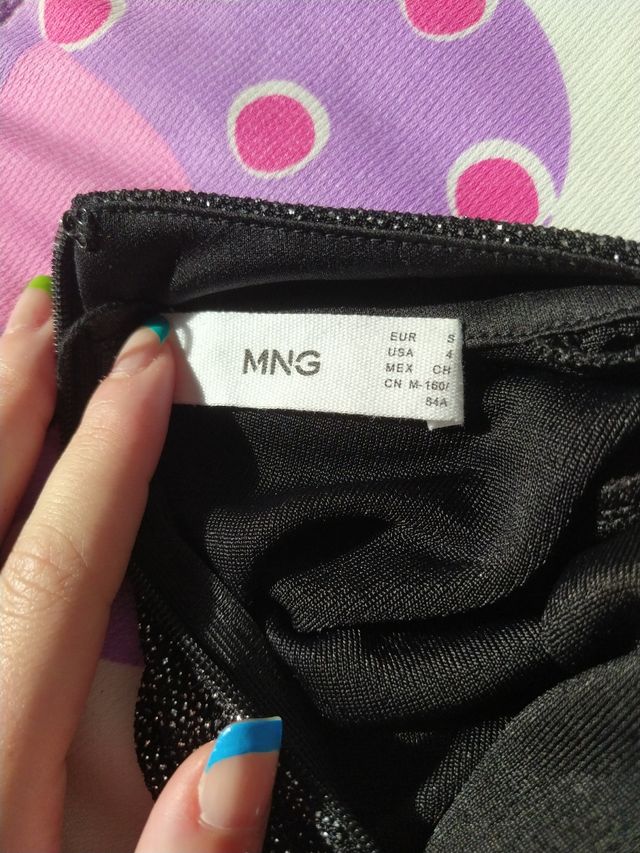 MNG
EUR S
USA 4
MEX CH
CN M-160/
84A